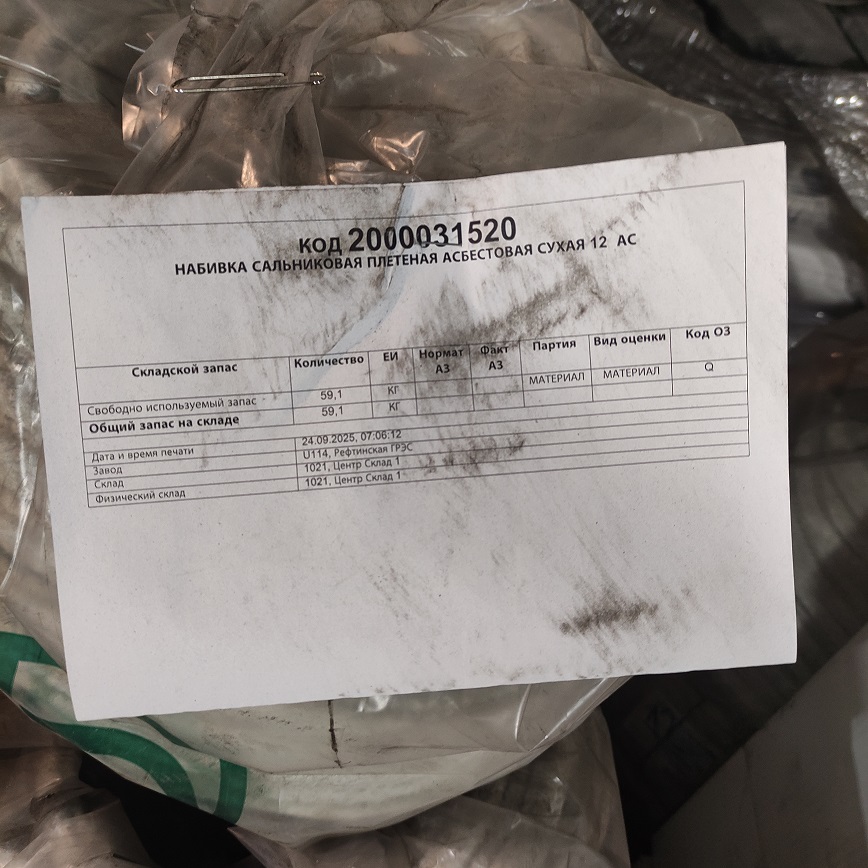 КОД 2000031520
НАБИВКА САЛЬНИКОВАЯ ПЛЕТЕНАЯ АСБЕСТОВАЯ СУХАЯ 12 АС
Складской запас Количество ЕИ Нормат АЗ Факт АЗ Партия Вид оценки Код ОЗ
Свободно используемый запас 59,1 КГ МАТЕРИАЛ МАТЕРИАЛ Q
Общий запас на складе 59,1 КГ
Дата и время печати 24.09.2025, 07:06:12
Завод U114, Рефтинская ГРЭС
Склад 1021, Центр Склад 1
Физический склад 1021, Центр Склад 1